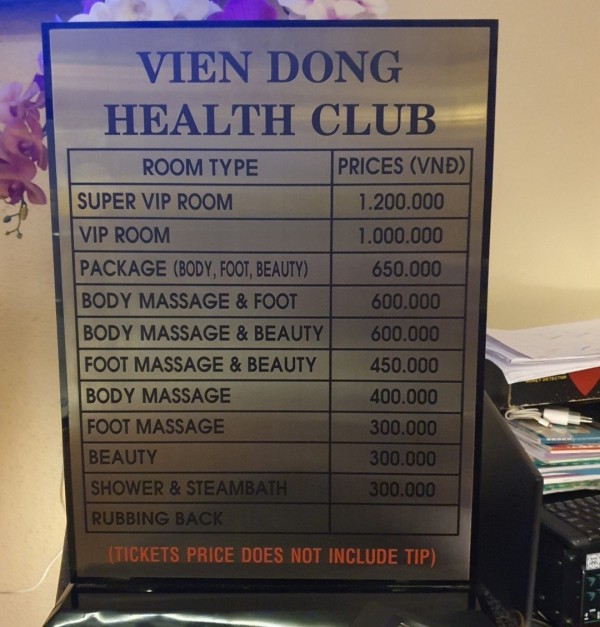 VIEN DONG
HEALTH CLUB
ROOM TYPE PRICES (VNĐ)
SUPER VIP ROOM 1.200.000
VIP ROOM 1.000.000
PACKAGE (BODY, FOOT, BEAUTY) 650.000
BODY MASSAGE & FOOT 600.000
BODY MASSAGE & BEAUTY 600.000
FOOT MASSAGE & BEAUTY 450.000
BODY MASSAGE 400.000
FOOT MASSAGE 300.000
BEAUTY 300.000
SHOWER & STEAMBATH 300.000
RUBBING BACK
(TICKETS PRICE DOES NOT INCLUDE TIP)